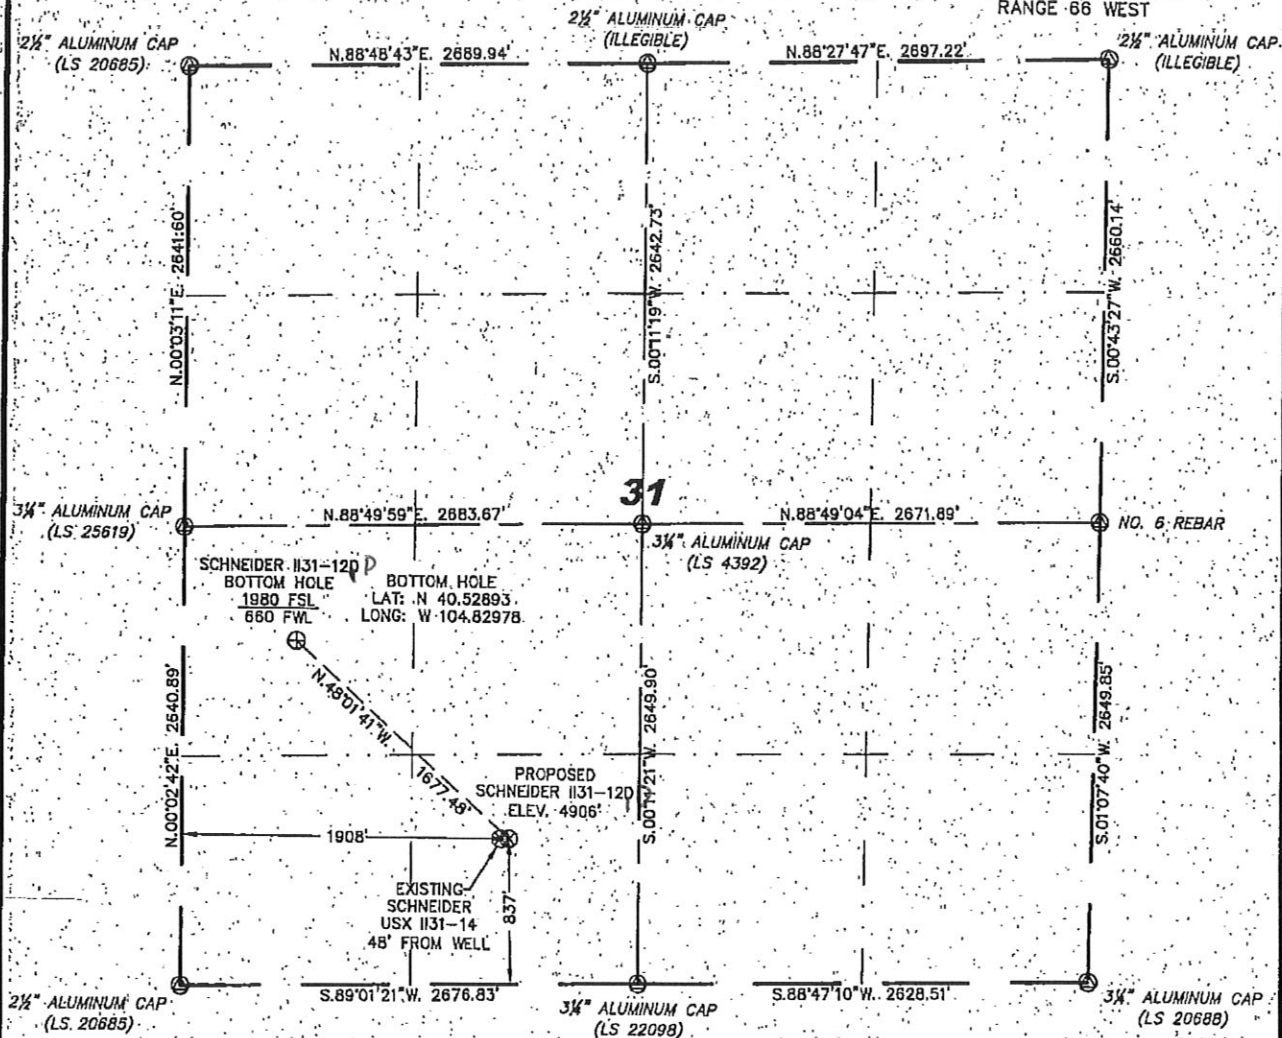 RANGE 66 WEST
2½" ALUMINUM CAP
(LS 20685)
N.88°48'43"E. 2689.94'
2½" ALUMINUM CAP
(ILLEGIBLE)
N.88°27'47"E. 2697.22'
2½" ALUMINUM CAP
(ILLEGIBLE)
N.00°03'11"E. 2641.60'
S.00°11'19"W. 2642.73'
S.00°43'27"W. 2660.14'
31
3¼" ALUMINUM CAP
(LS 25619)
N.88°49'59"E. 2683.67'
3¼" ALUMINUM CAP
(LS 4392)
N.88°49'04"E. 2671.89'
NO. 6 REBAR
SCHNEIDER II31-12D P
BOTTOM HOLE
1980 FSL
660 FWL
BOTTOM HOLE
LAT: N 40.52893
LONG: W 104.82978
N.48°01'41"W.
1677.48'
N.00°02'42"E. 2640.89'
S.00°11'21"W. 2649.90'
S.01°07'40"W. 2649.85'
PROPOSED
SCHNEIDER II31-12D
ELEV. 4906'
1908'
837'
EXISTING
SCHNEIDER
USX II31-14
48' FROM WELL
2½" ALUMINUM CAP
(LS 20685)
S.89°01'21"W. 2676.83'
3¼" ALUMINUM CAP
(LS 22098)
S.88°47'10"W. 2628.51'
3¼" ALUMINUM CAP
(LS 20688)